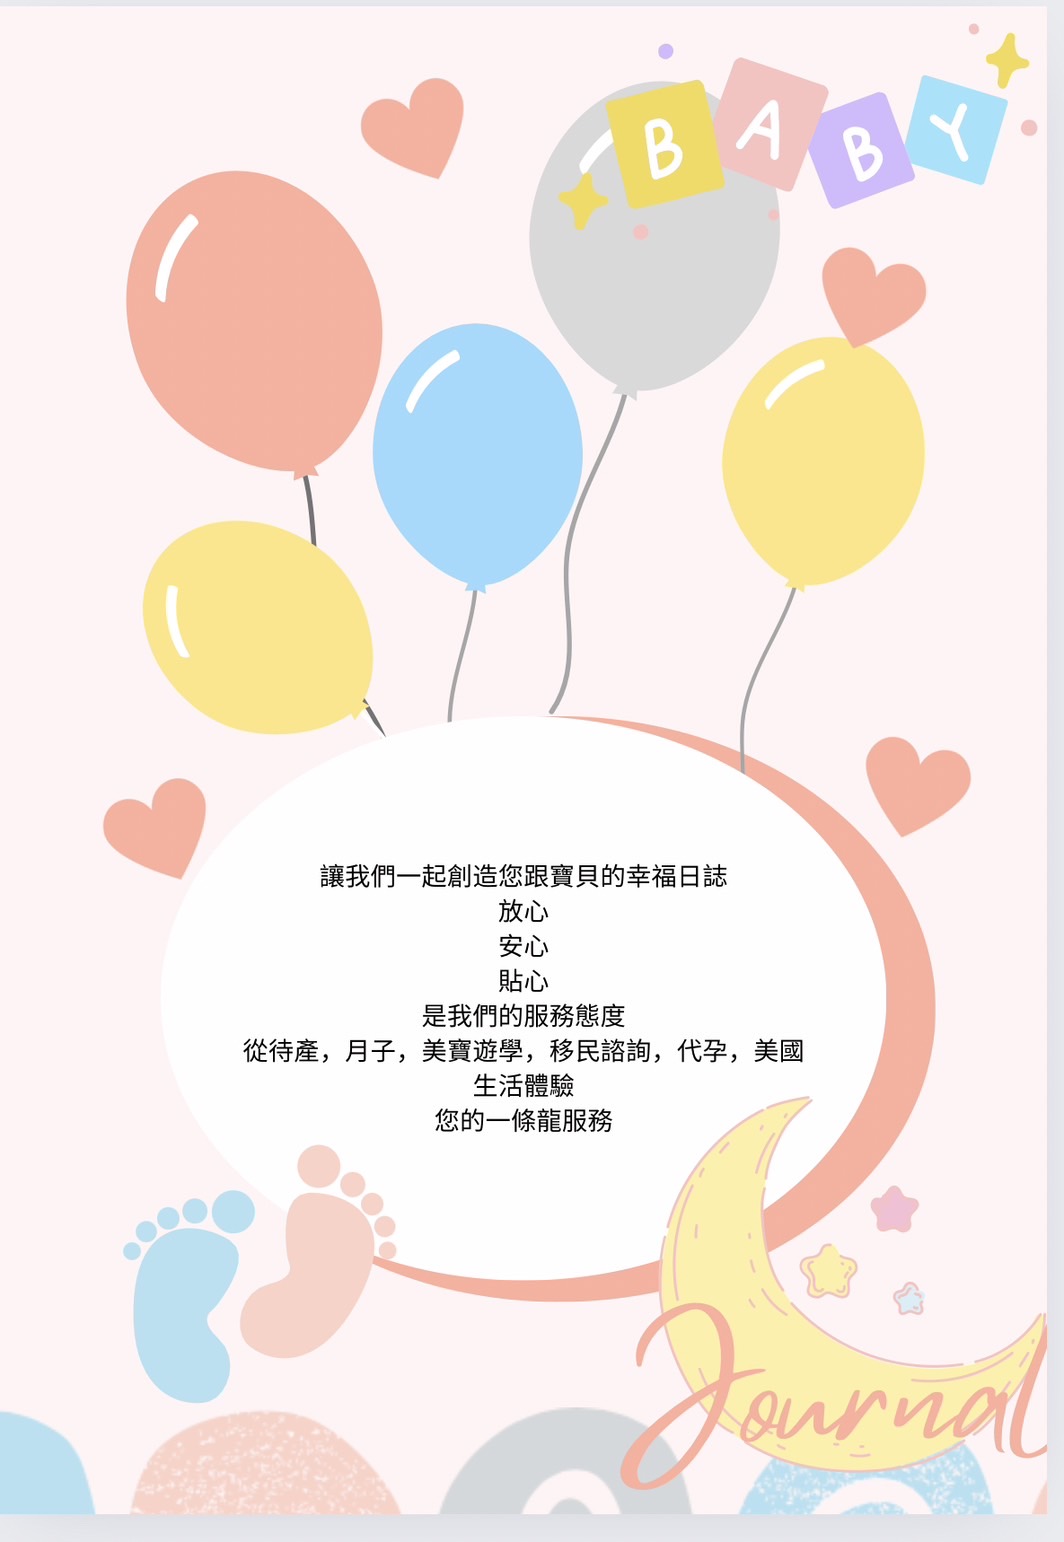 BABY
讓我們一起創造您跟寶貝的幸福日誌
放心
安心
貼心
是我們的服務態度
從待產，月子，美寶遊學，移民諮詢，代孕，美國
生活體驗
您的一條龍服務
Journal